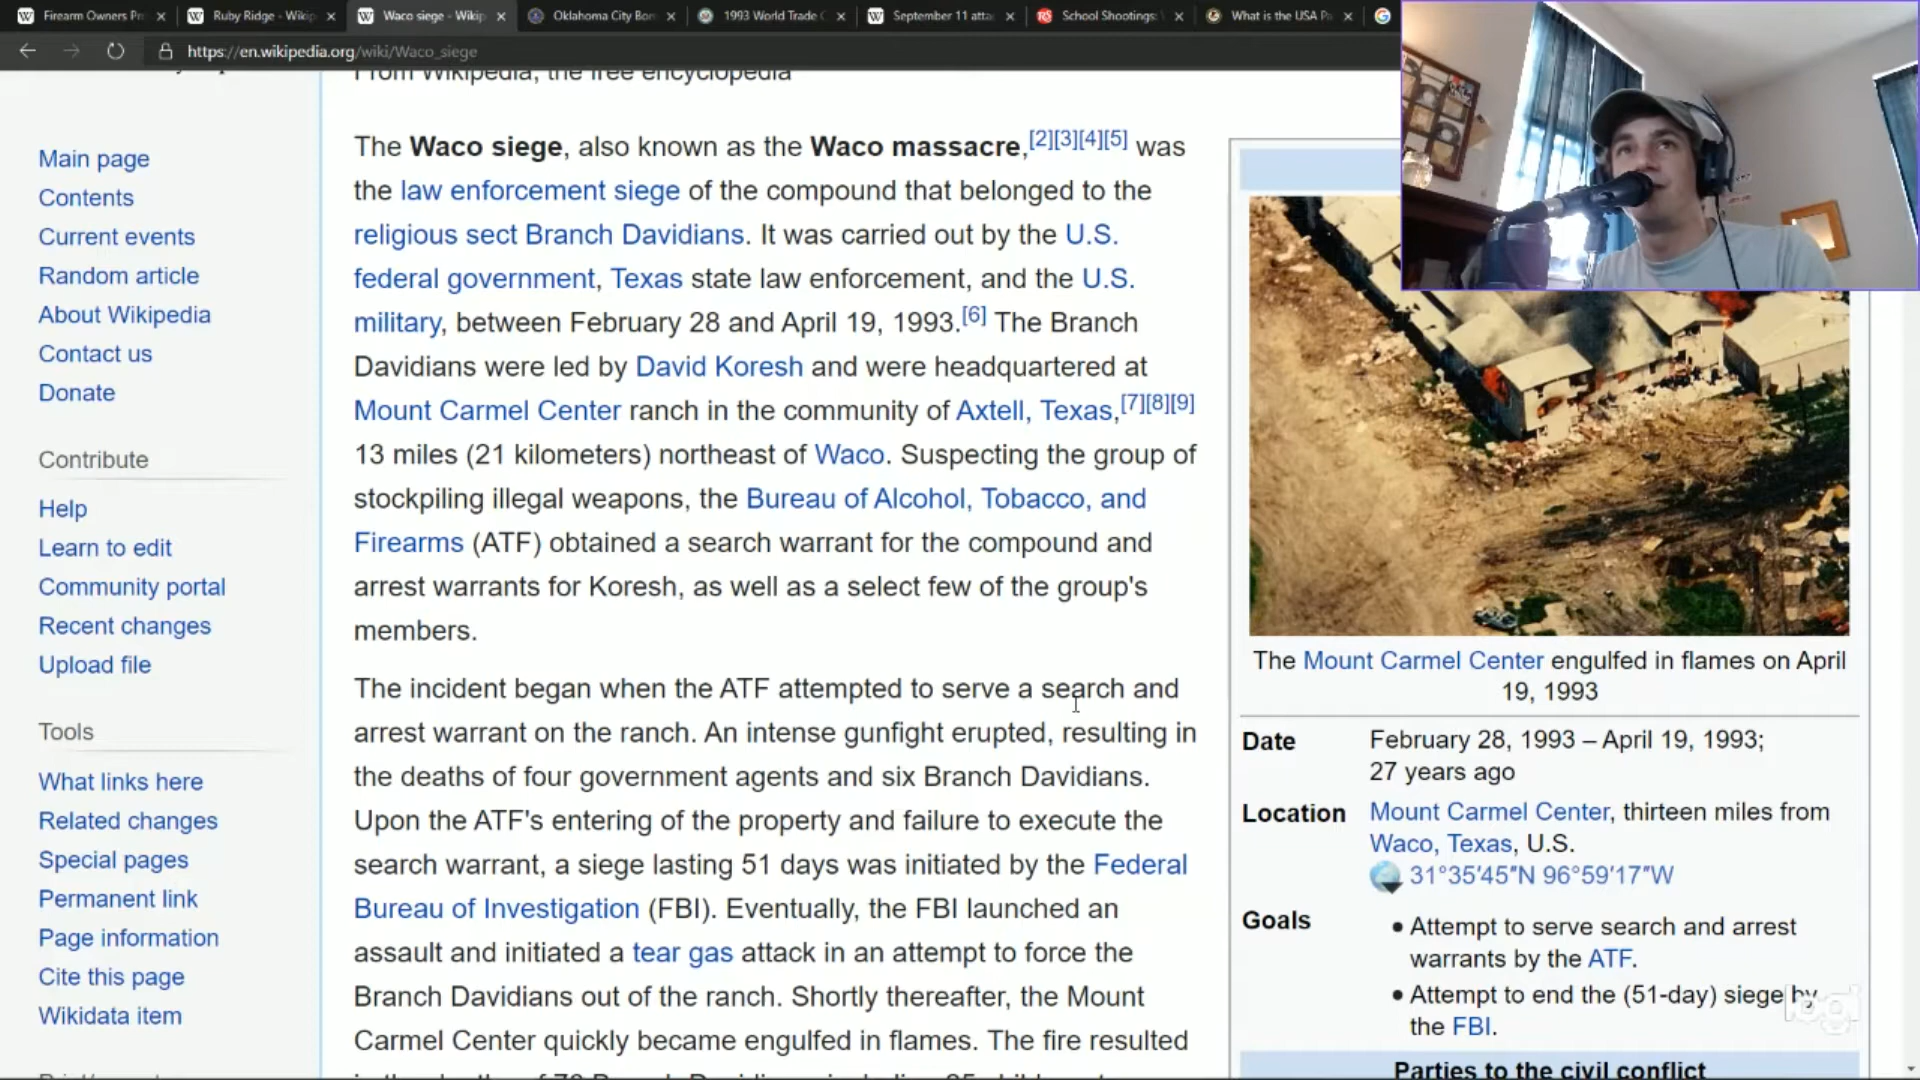 Firearm Owners Pr
Ruby Ridge - Wikip
Waco siege - Wikip
Oklahoma City Bom
1993 World Trade C
September 11 atta
School Shootings:
What is the USA Pa
https://en.wikipedia.org/wiki/Waco_siege
From Wikipedia, the free encyclopedia
Main page
Contents
Current events
Random article
About Wikipedia
Contact us
Donate
Contribute
Help
Learn to edit
Community portal
Recent changes
Upload file
Tools
What links here
Related changes
Special pages
Permanent link
Page information
Cite this page
Wikidata item
The Waco siege, also known as the Waco massacre,[2][3][4][5] was
the law enforcement siege of the compound that belonged to the
religious sect Branch Davidians. It was carried out by the U.S.
federal government, Texas state law enforcement, and the U.S.
military, between February 28 and April 19, 1993.[6] The Branch
Davidians were led by David Koresh and were headquartered at
Mount Carmel Center ranch in the community of Axtell, Texas,[7][8][9]
13 miles (21 kilometers) northeast of Waco. Suspecting the group of
stockpiling illegal weapons, the Bureau of Alcohol, Tobacco, and
Firearms (ATF) obtained a search warrant for the compound and
arrest warrants for Koresh, as well as a select few of the group's
members.
The incident began when the ATF attempted to serve a search and
arrest warrant on the ranch. An intense gunfight erupted, resulting in
the deaths of four government agents and six Branch Davidians.
Upon the ATF's entering of the property and failure to execute the
search warrant, a siege lasting 51 days was initiated by the Federal
Bureau of Investigation (FBI). Eventually, the FBI launched an
assault and initiated a tear gas attack in an attempt to force the
Branch Davidians out of the ranch. Shortly thereafter, the Mount
Carmel Center quickly became engulfed in flames. The fire resulted
The Mount Carmel Center engulfed in flames on April
19, 1993
Date February 28, 1993 – April 19, 1993;
27 years ago
Location Mount Carmel Center, thirteen miles from
Waco, Texas, U.S.
31°35′45″N 96°59′17″W
Goals • Attempt to serve search and arrest
warrants by the ATF.
• Attempt to end the (51-day) siege by
the FBI.
Parties to the civil conflict
logi